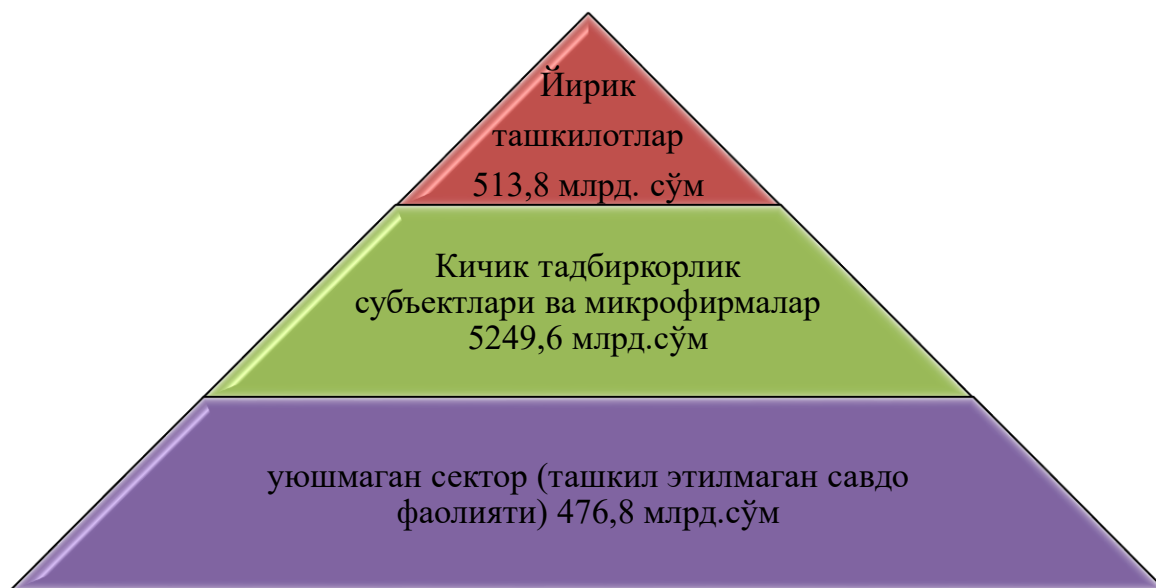 Йирик
ташкилотлар
513,8 млрд. сўм
Кичик тадбиркорлик
субъектлари ва микрофирмалар
5249,6 млрд.сўм
уюшмаган сектор (ташкил этилмаган савдо
фаолияти) 476,8 млрд.сўм